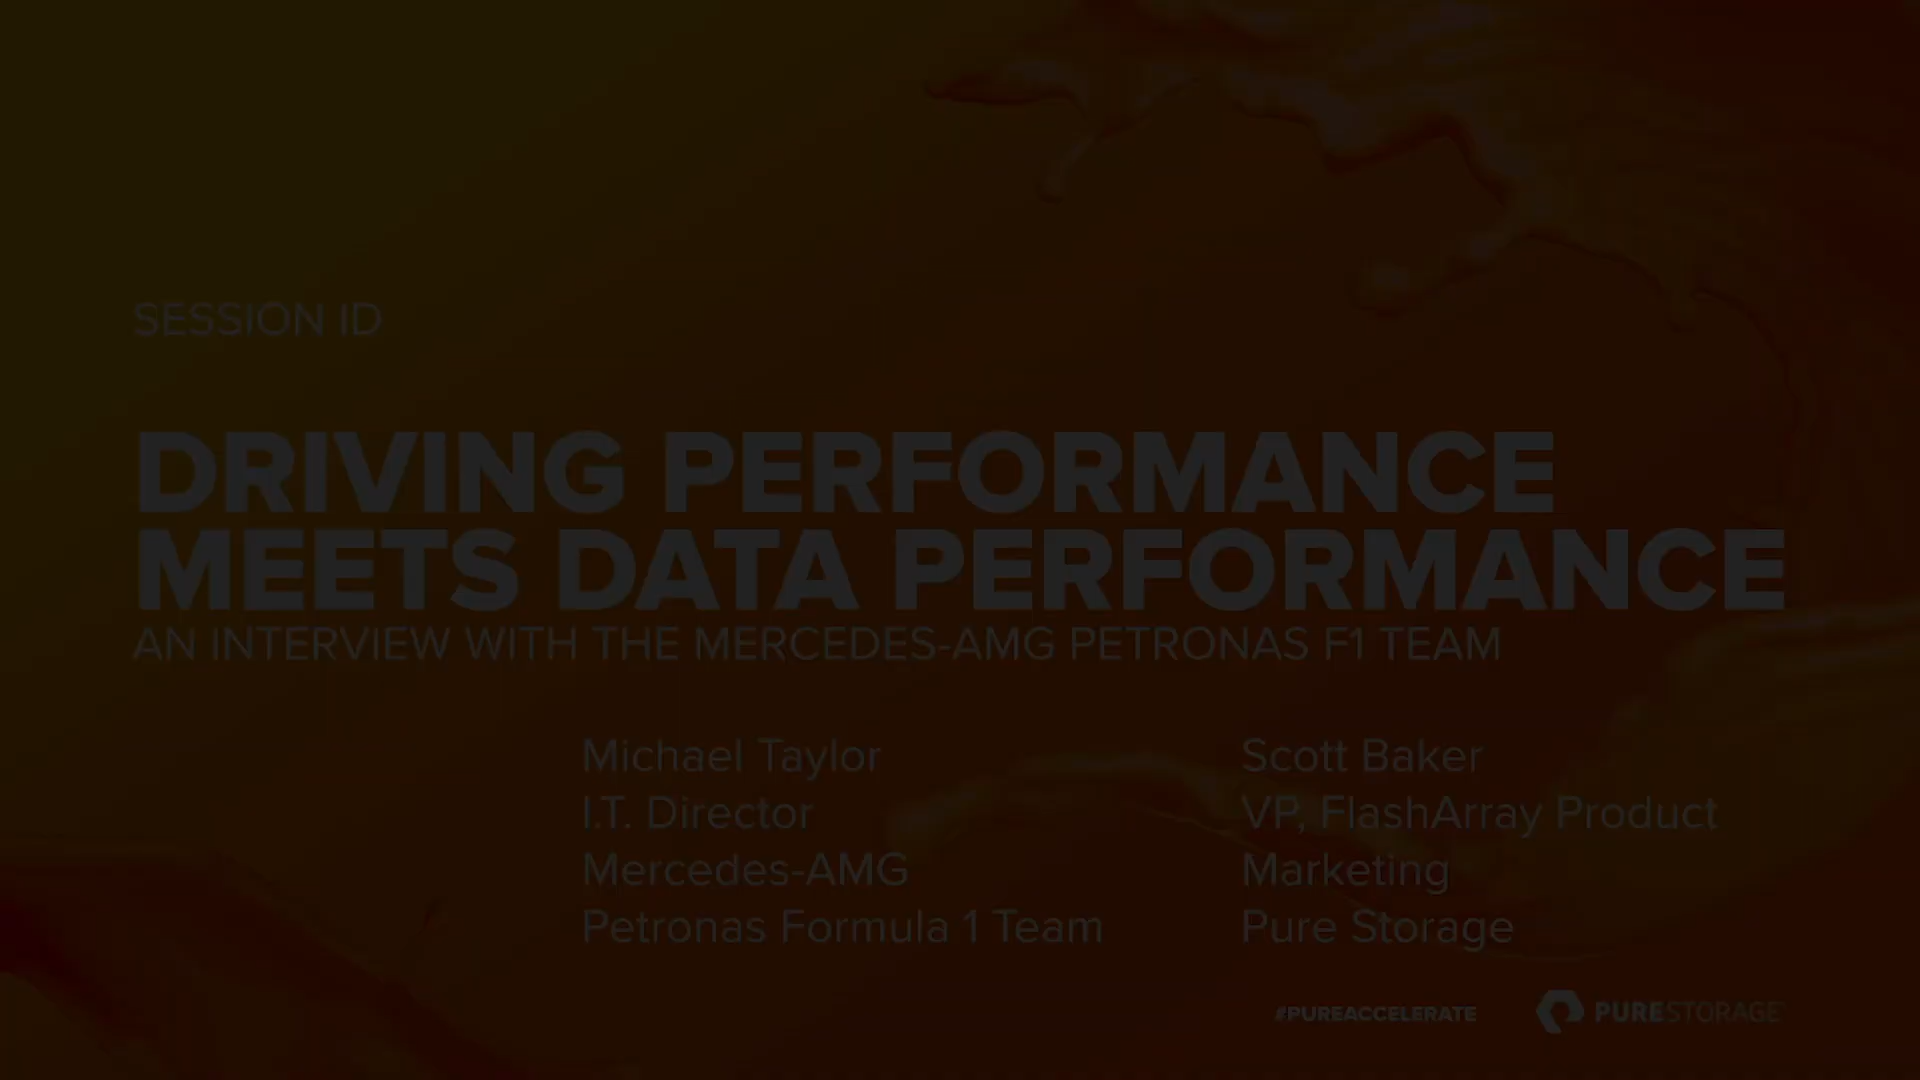 SESSION ID
DRIVING PERFORMANCE
MEETS DATA PERFORMANCE
AN INTERVIEW WITH THE MERCEDES-AMG PETRONAS F1 TEAM
Michael Taylor
I.T. Director
Mercedes-AMG
Petronas Formula 1 Team
Scott Baker
VP, FlashArray Product
Marketing
Pure Storage
#PUREACCELERATE
PURESTORAGE